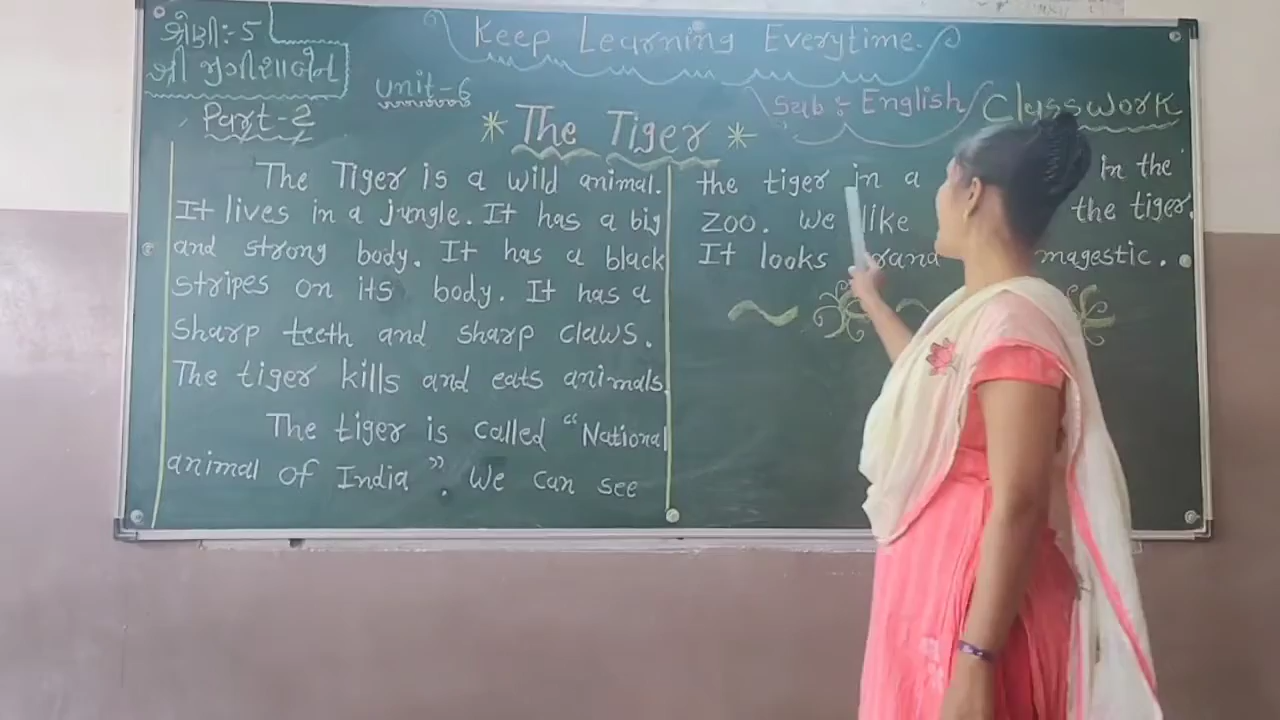 શ્રેણી:- 5
શ્રી જીગીશાબેન
Part-2
Keep Learning Everytime.
Unit-6
Sub :- English
Classwork
The Tiger
The Tiger is a wild animal.
It lives in a jungle. It has a big
and strong body. It has a black
stripes on its body. It has a
sharp teeth and sharp claws.
The tiger kills and eats animals.
The tiger is called "National
animal of India". We can see
the tiger in a in the
zoo. We like the tiger.
It looks magestic.